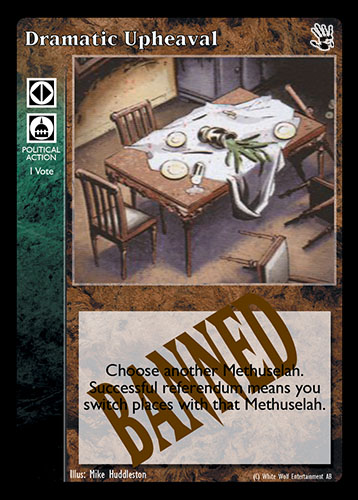 Dramatic Upheaval
POLITICAL
ACTION
1 Vote
BANNED
Choose another Methuselah.
Successful referendum means you
switch places with that Methuselah.
Illus: Mike Huddleston
(C) White Wolf Entertainment AB